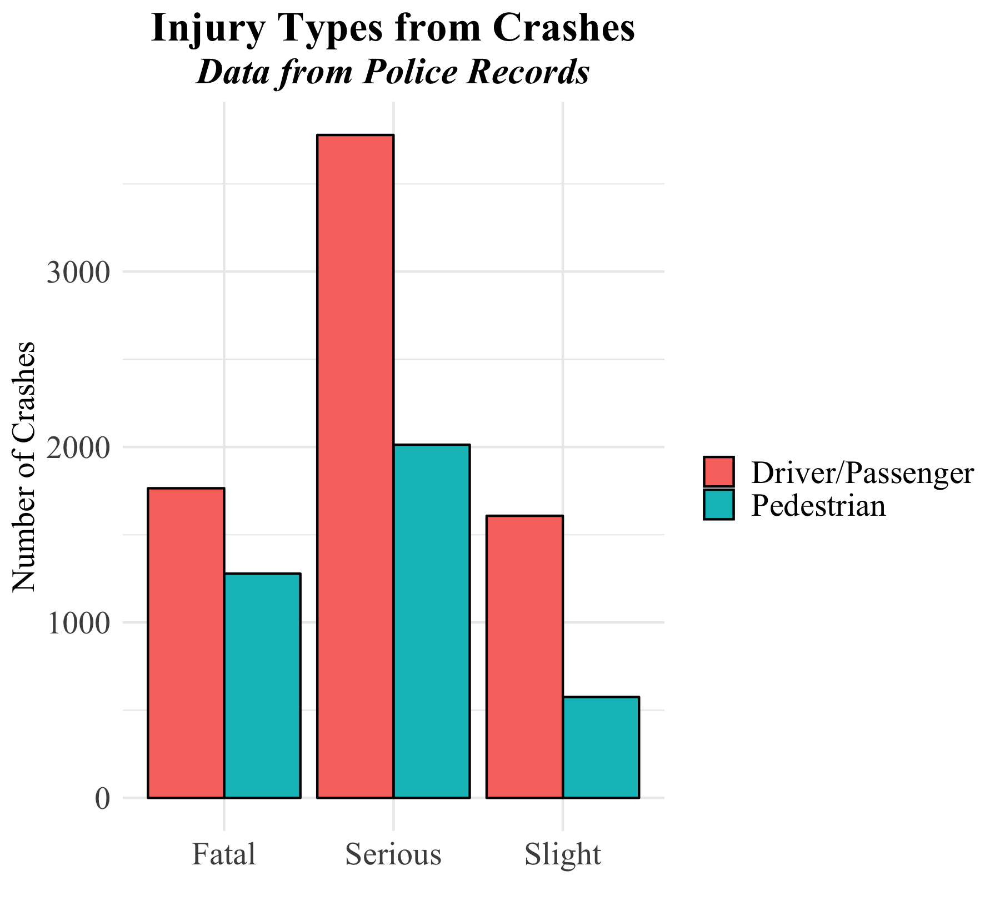 Injury Types from Crashes
Data from Police Records
Number of Crashes
3000
2000
1000
0
Fatal
Serious
Slight
Driver/Passenger
Pedestrian